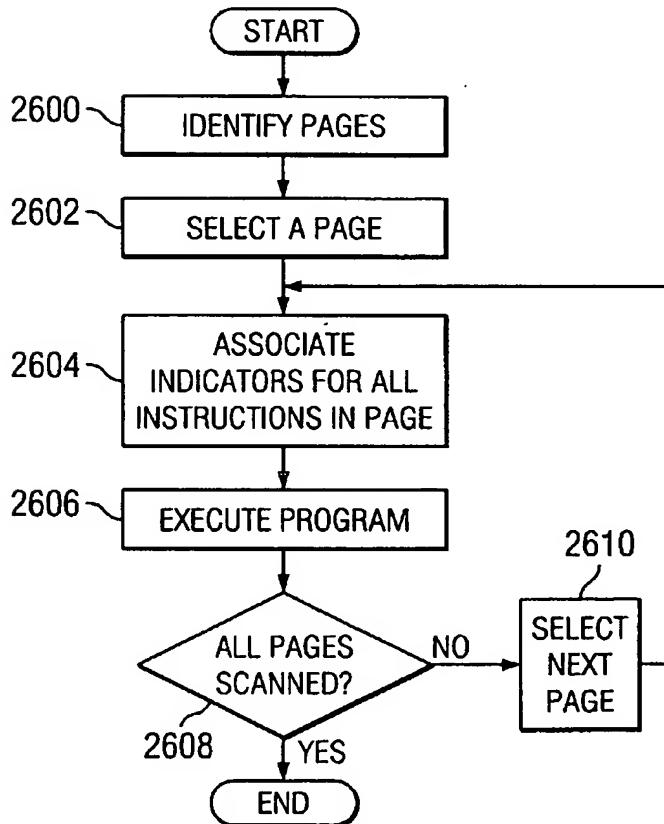 START
2600
IDENTIFY PAGES
2602
SELECT A PAGE
2604
ASSOCIATE
INDICATORS FOR ALL
INSTRUCTIONS IN PAGE
2606
EXECUTE PROGRAM
2608
ALL PAGES
SCANNED?
NO
2610
SELECT
NEXT
PAGE
YES
END